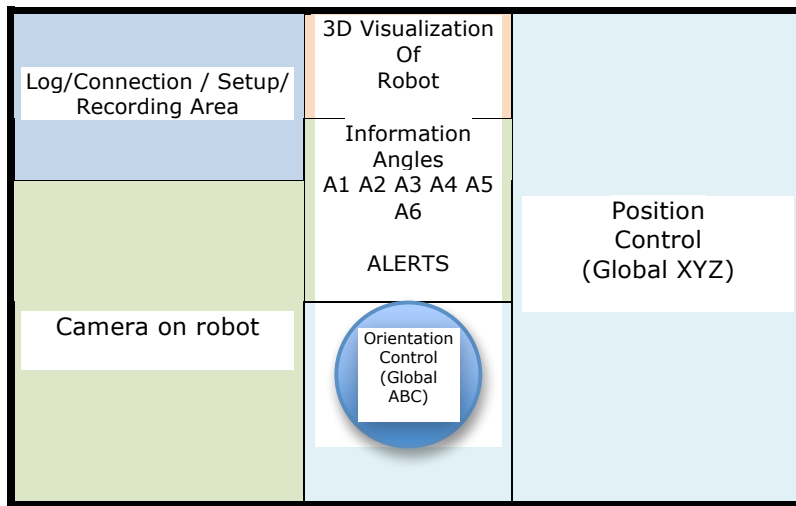 Log/Connection / Setup/
Recording Area
3D Visualization
Of
Robot
Information
Angles
A1 A2 A3 A4 A5
A6
ALERTS
Position
Control
(Global XYZ)
Camera on robot
Orientation
Control
(Global
ABC)